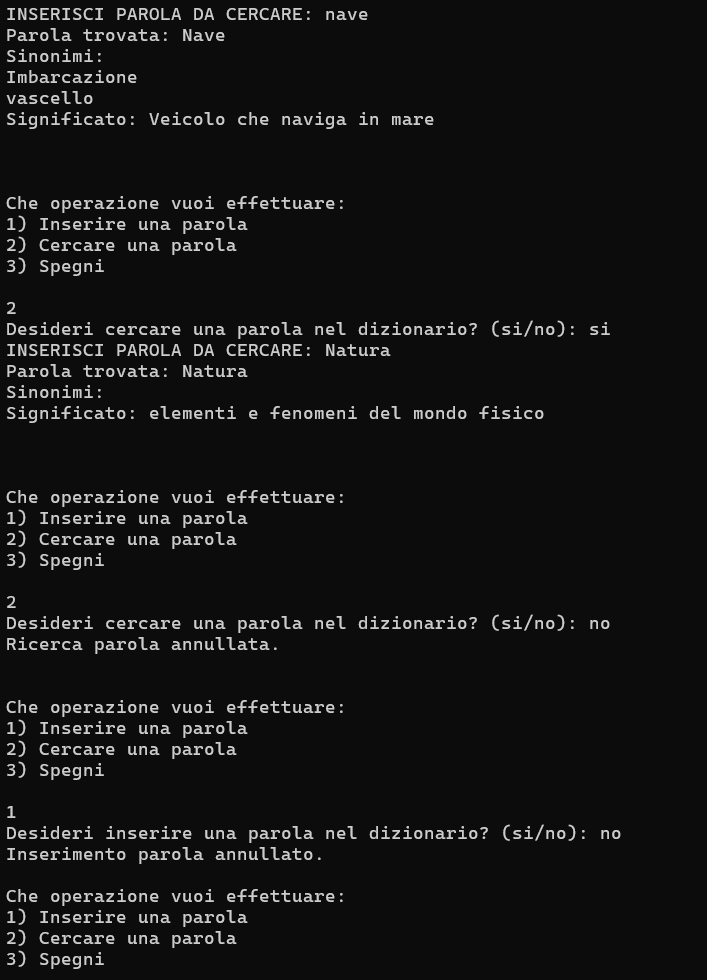 INSERISCI PAROLA DA CERCARE: nave
Parola trovata: Nave
Sinonimi:
Imbarcazione
vascello
Significato: Veicolo che naviga in mare
Che operazione vuoi effettuare:
1) Inserire una parola
2) Cercare una parola
3) Spegni
2
Desideri cercare una parola nel dizionario? (si/no): si
INSERISCI PAROLA DA CERCARE: Natura
Parola trovata: Natura
Sinonimi:
Significato: elementi e fenomeni del mondo fisico
Che operazione vuoi effettuare:
1) Inserire una parola
2) Cercare una parola
3) Spegni
2
Desideri cercare una parola nel dizionario? (si/no): no
Ricerca parola annullata.
Che operazione vuoi effettuare:
1) Inserire una parola
2) Cercare una parola
3) Spegni
1
Desideri inserire una parola nel dizionario? (si/no): no
Inserimento parola annullato.
Che operazione vuoi effettuare:
1) Inserire una parola
2) Cercare una parola
3) Spegni